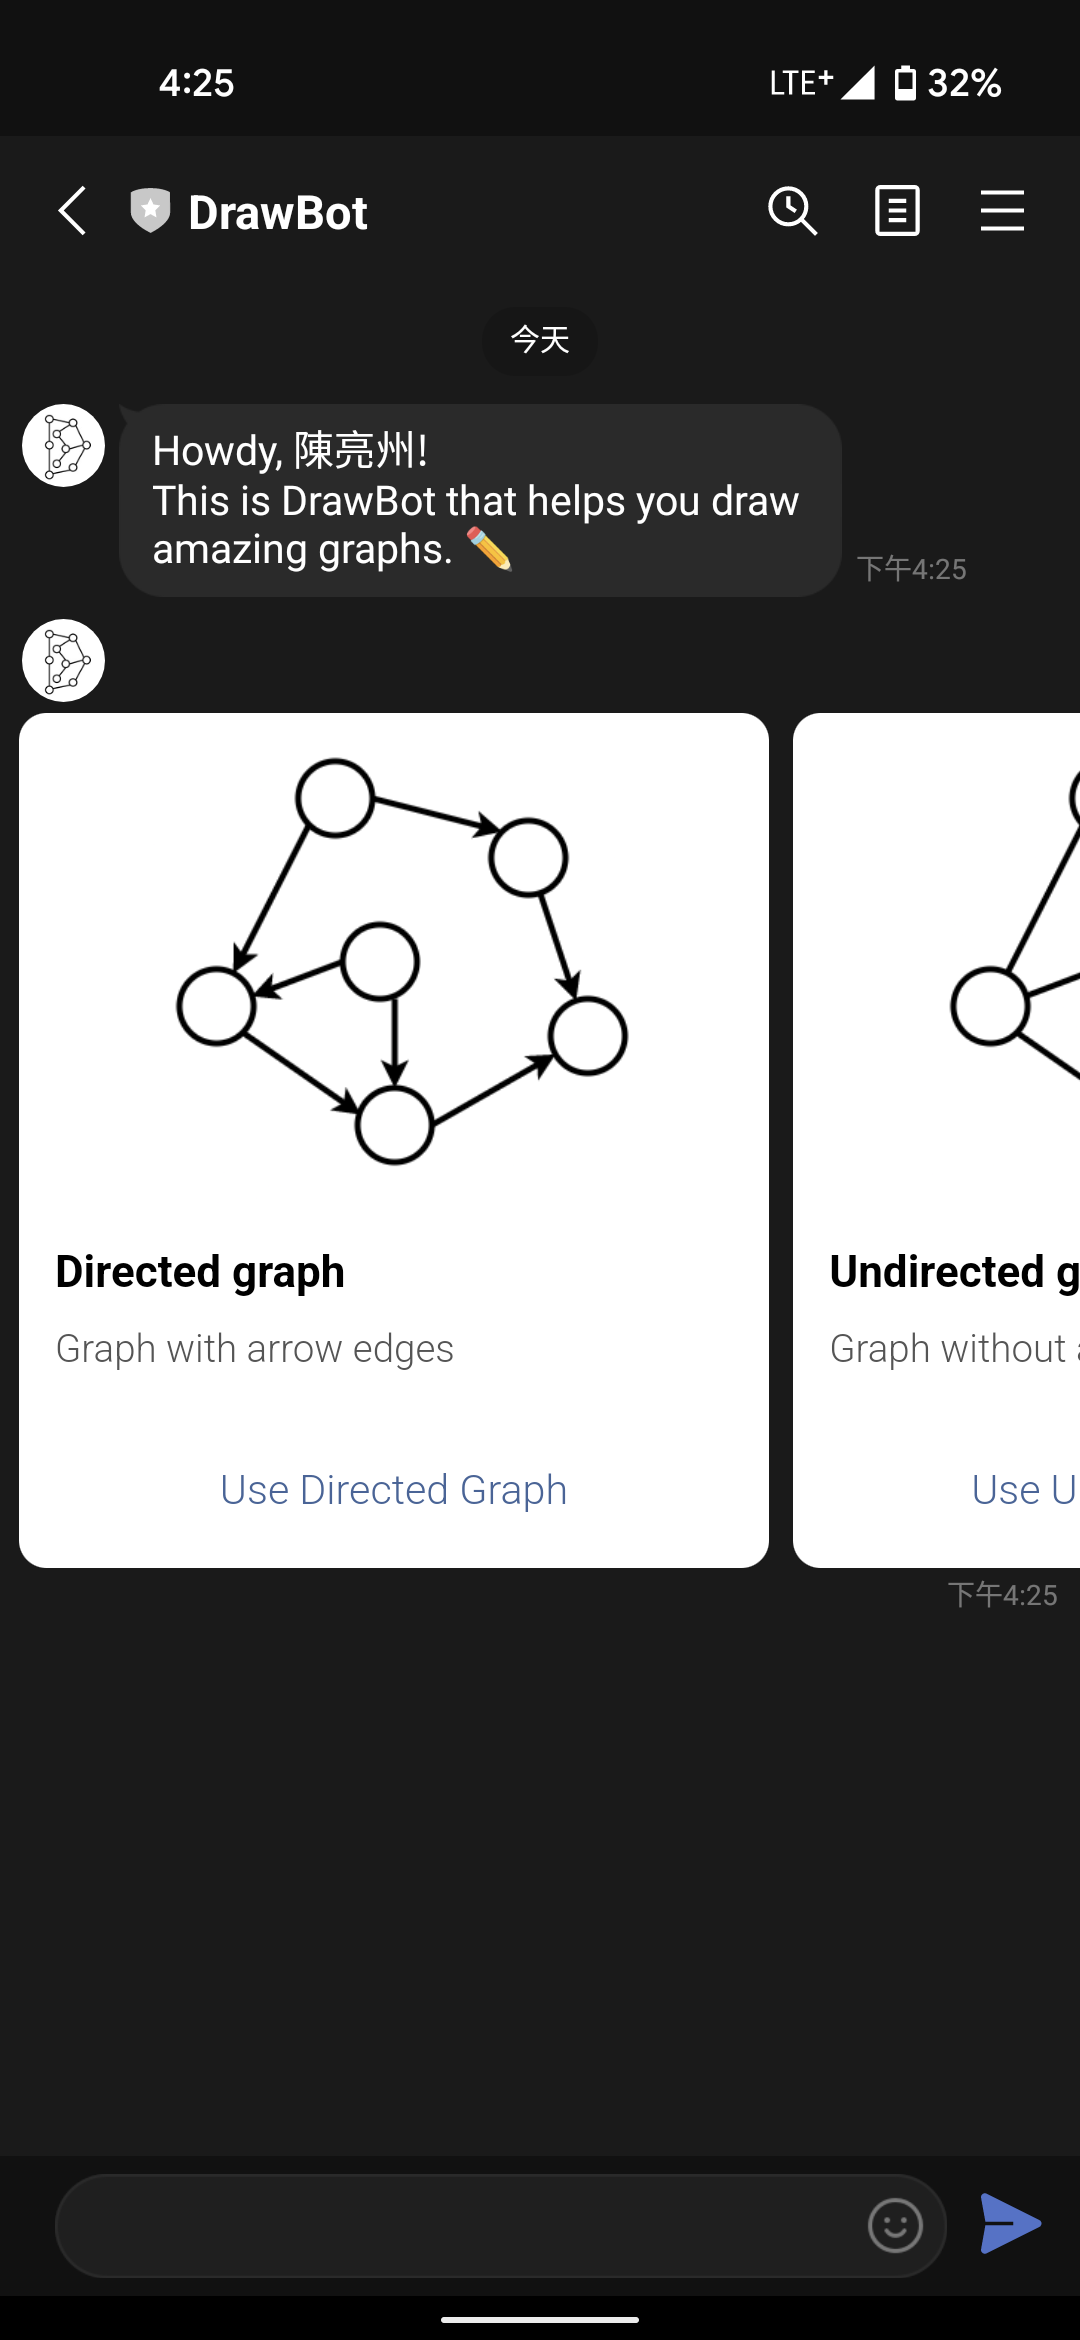 4:25
LTE+ 32%
DrawBot
今天
Howdy, 陳亮州!
This is DrawBot that helps you draw
amazing graphs. ✏️
下午4:25
Directed graph
Graph with arrow edges
Use Directed Graph
Undirected g
Graph without
Use U
下午4:25